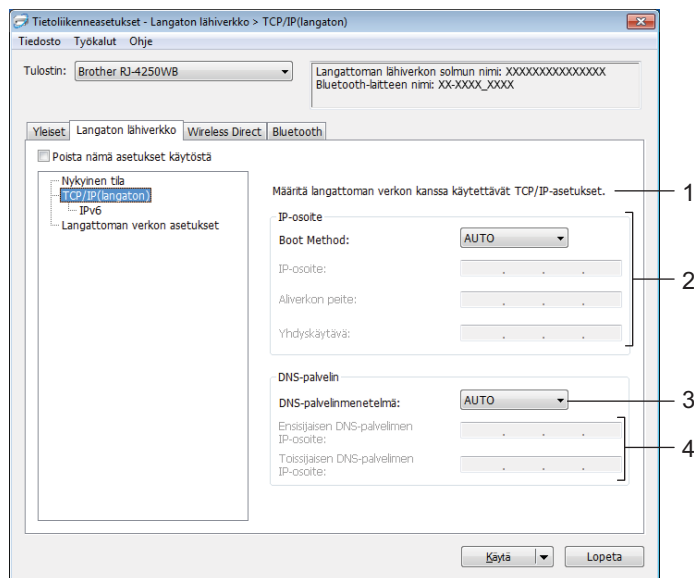 Tietoliikenneasetukset - Langaton lähiverkko > TCP/IP(langaton)
Tiedosto Työkalut Ohje
Tulostin: Brother RJ-4250WB
Langattoman lähiverkon solmun nimi: XXXXXXXXXXXXXXX
Bluetooth-laitteen nimi: XX-XXXX_XXXX
Yleiset Langaton lähiverkko Wireless Direct Bluetooth
Poista nämä asetukset käytöstä
Nykyinen tila
TCP/IP(langaton)
IPv6
Langattoman verkon asetukset
Määritä langattoman verkon kanssa käytettävät TCP/IP-asetukset. 1
IP-osoite
Boot Method: AUTO
2
IP-osoite: . . .
Aliverkon peite: . . .
Yhdyskäytävä: . . .
DNS-palvelin
DNS-palvelinmenetelmä: AUTO 3
Ensisijaisen DNS-palvelimen
IP-osoite: . . .
4
Toissijaisen DNS-palvelimen
IP-osoite: . . .
Käytä Lopeta